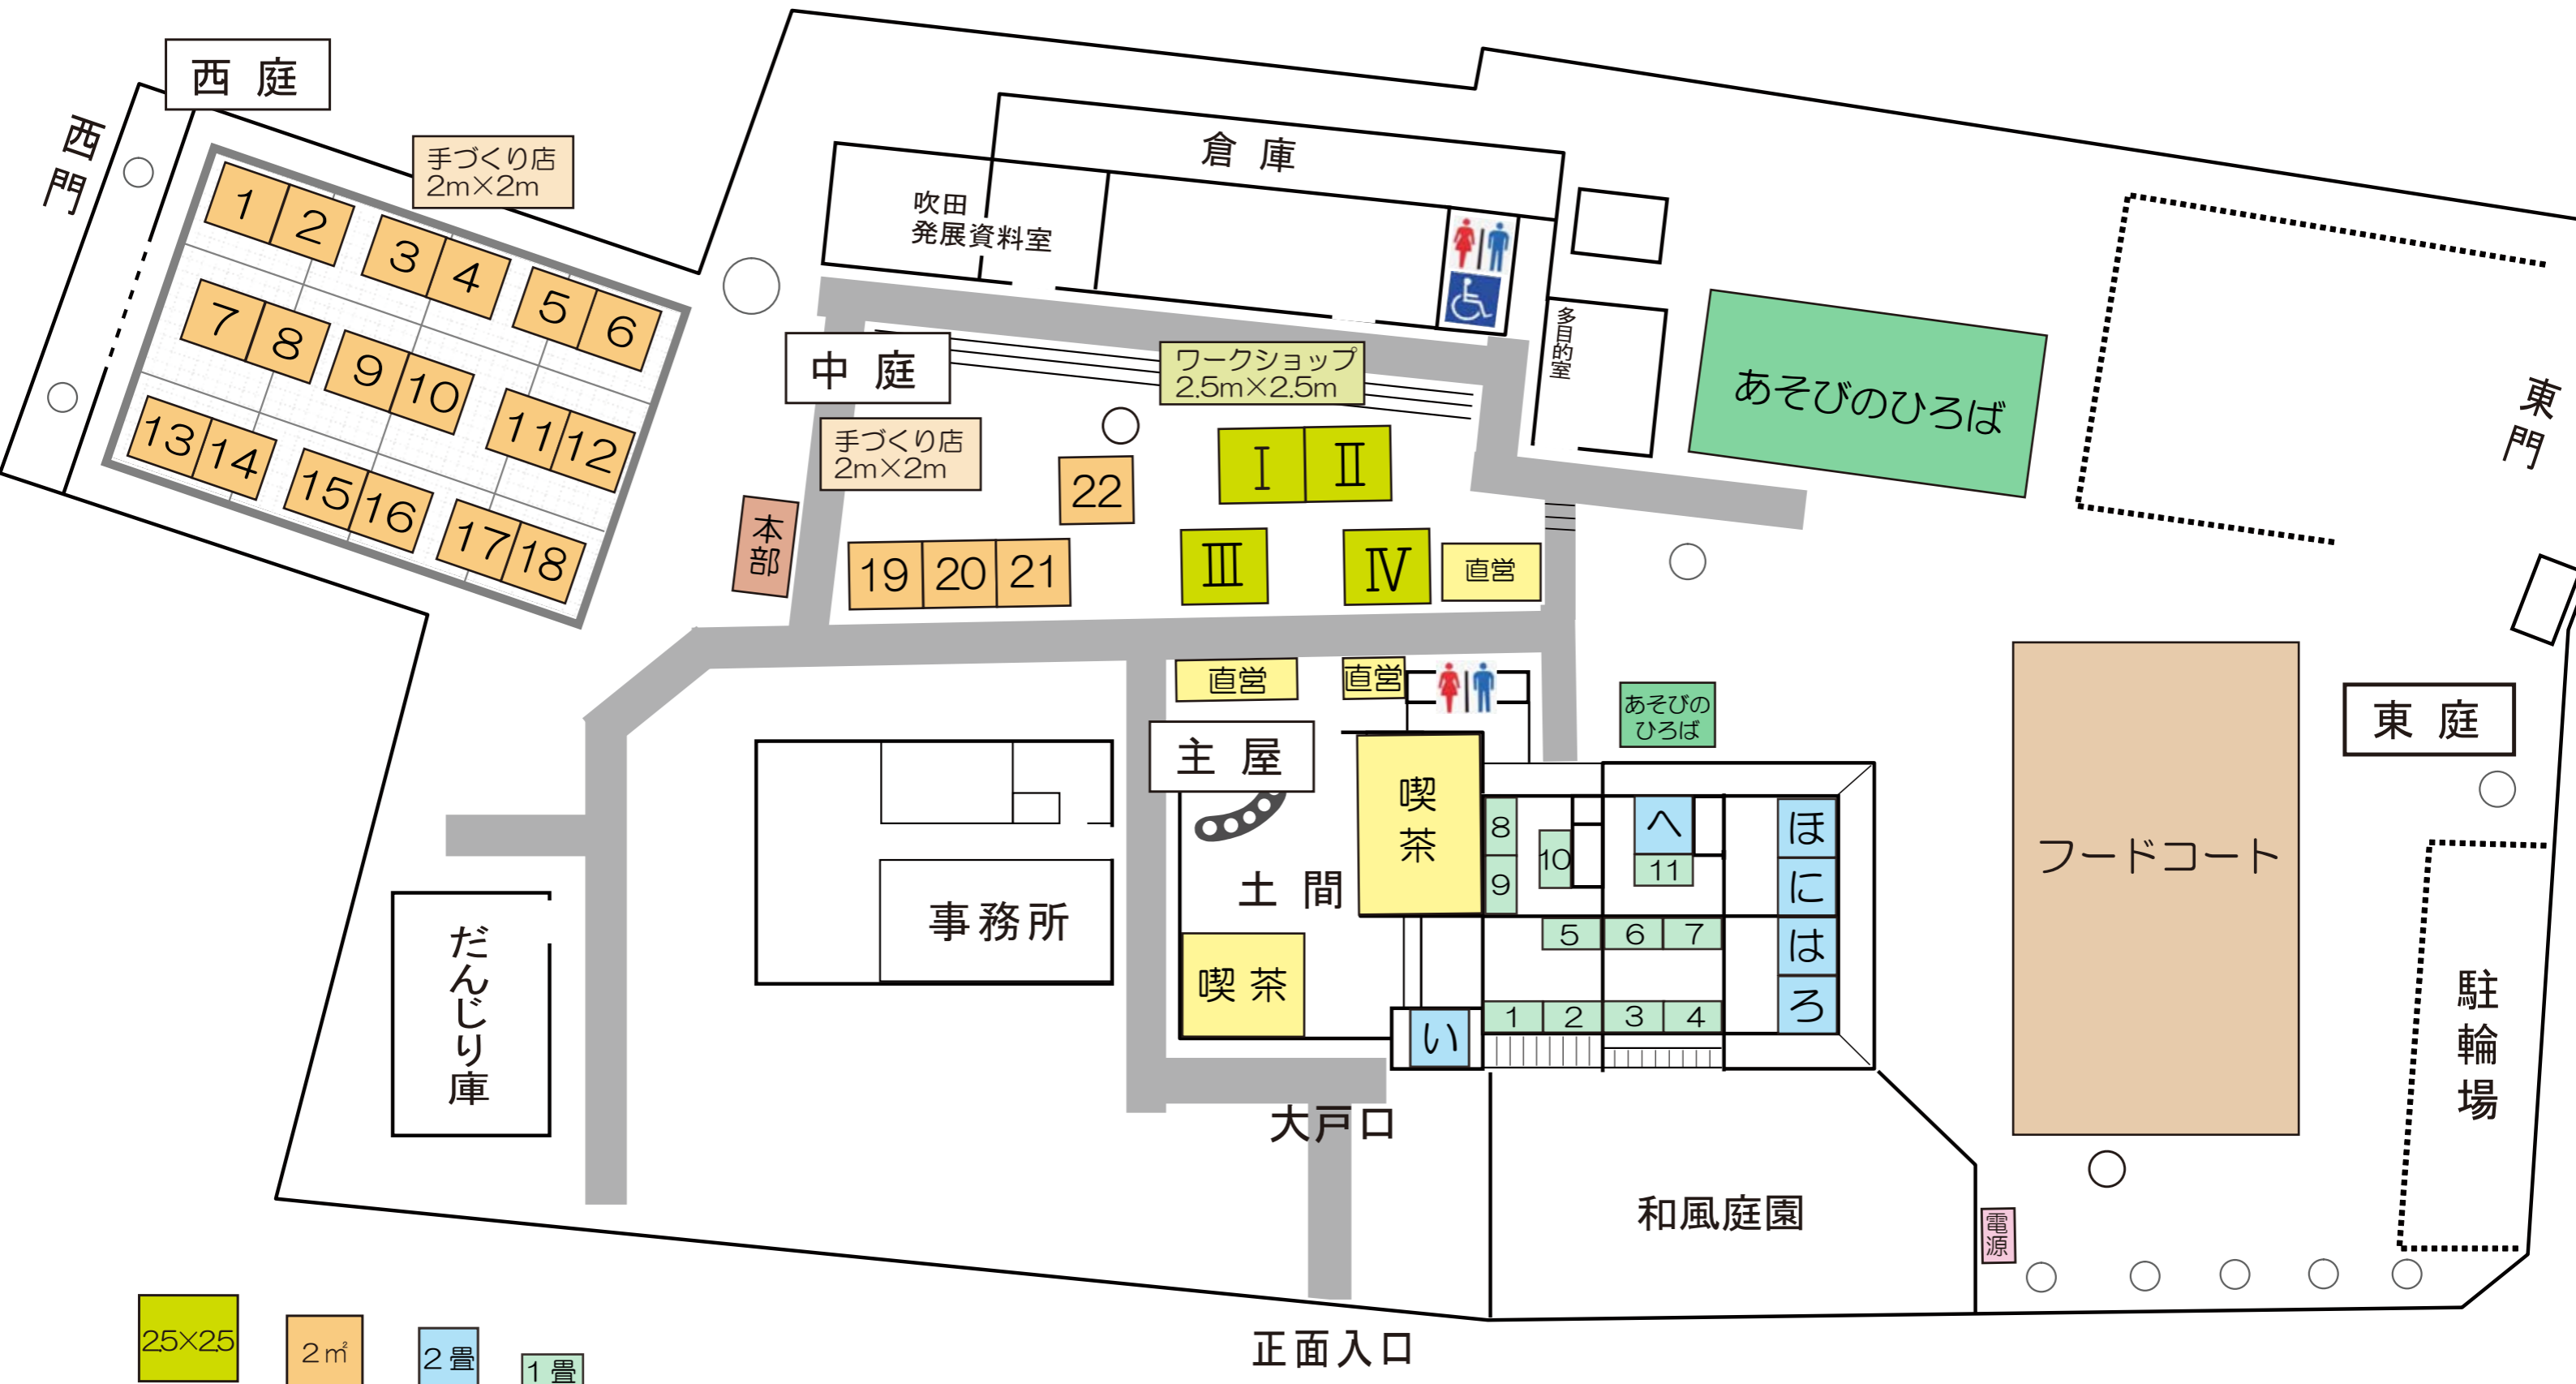 西庭
西門
手づくり店
2m×2m
1
2
3
4
5
6
7
8
9
10
11
12
13
14
15
16
17
18
倉庫
吹田
発展資料室
多目的室
あそびのひろば
東門
中庭
ワークショップ
2.5m×2.5m
手づくり店
2m×2m
本部
22
19
20
21
Ⅰ
Ⅱ
Ⅲ
Ⅳ
直営
直営
直営
あそびの
ひろば
東庭
主屋
喫茶
土間
喫茶
事務所
だんじり庫
8
9
10
へ
11
ほ
に
は
ろ
5
6
7
1
2
3
4
い
フードコート
駐輪場
大戸口
和風庭園
電源
正面入口
25×25
2㎡
2畳
1畳